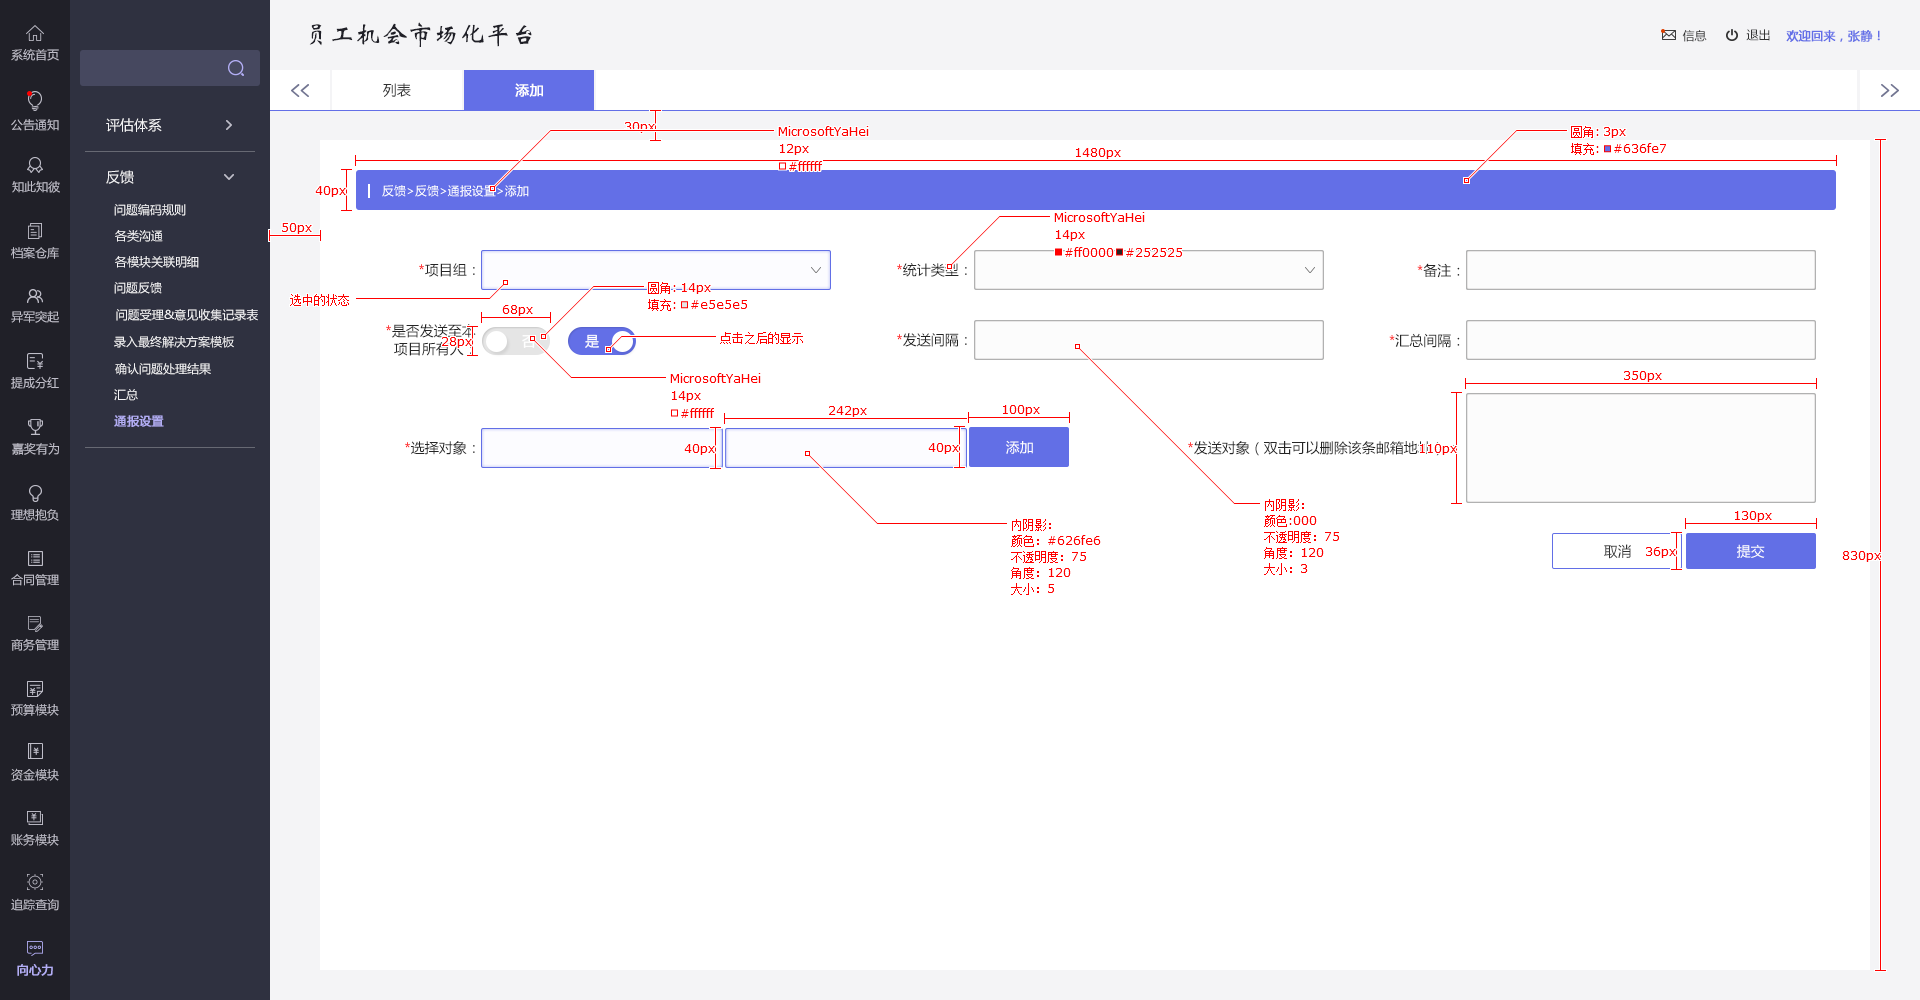 员工机会市场化平台
信息
退出
欢迎回来，张静！
系统首页
公告通知
知此知彼
档案仓库
异军突起
提成分红
嘉奖有为
理想抱负
合同管理
商务管理
预算模块
资金模块
账务模块
追踪查询
向心力
评估体系
反馈
问题编码规则
各类沟通
各模块关联明细
问题反馈
问题受理&意见收集记录表
录入最终解决方案模板
确认问题处理结果
汇总
通报设置
列表
添加
30px
MicrosoftYaHei
12px
#ffffff
1480px
圆角: 3px
填充: #636fe7
40px
反馈>反馈>通报设置>添加
50px
MicrosoftYaHei
14px
#ff0000 #252525
*项目组：
*统计类型：
*备注：
选中的状态
圆角: 14px
填充: #e5e5e5
68px
*是否发送至本
项目所有人：
28px
否
是
点击之后的显示
*发送间隔：
*汇总间隔：
MicrosoftYaHei
14px
#ffffff
350px
242px
100px
*选择对象：
40px
40px
添加
*发送对象（双击可以删除该条邮箱地
110px
内阴影:
颜色: #626fe6
不透明度: 75
角度: 120
大小: 5
内阴影:
颜色:000
不透明度: 75
角度: 120
大小: 3
130px
取消
36px
提交
830px